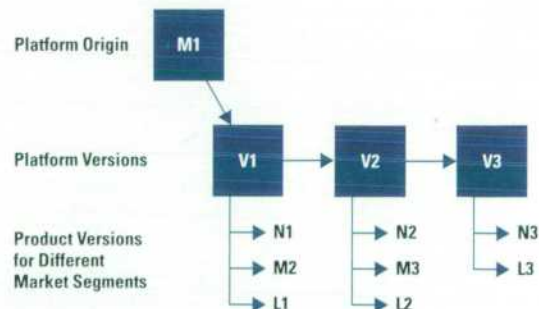 Platform Origin M1
Platform Versions V1 V2 V3
Product Versions
for Different
Market Segments
N1 N2 N3
M2 M3 L3
L1 L2